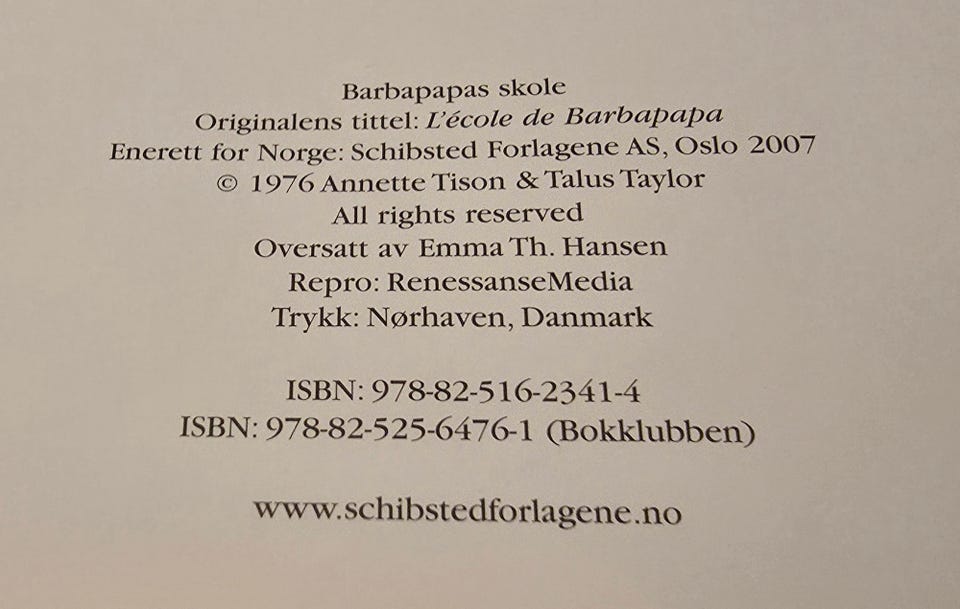 Barbapapas skole
Originalens tittel: L'école de Barbapapa
Enerett for Norge: Schibsted Forlagene AS, Oslo 2007
© 1976 Annette Tison & Talus Taylor
All rights reserved
Oversatt av Emma Th. Hansen
Repro: RenessanseMedia
Trykk: Nørhaven, Danmark
ISBN: 978-82-516-2341-4
ISBN: 978-82-525-6476-1 (Bokklubben)
www.schibstedforlagene.no